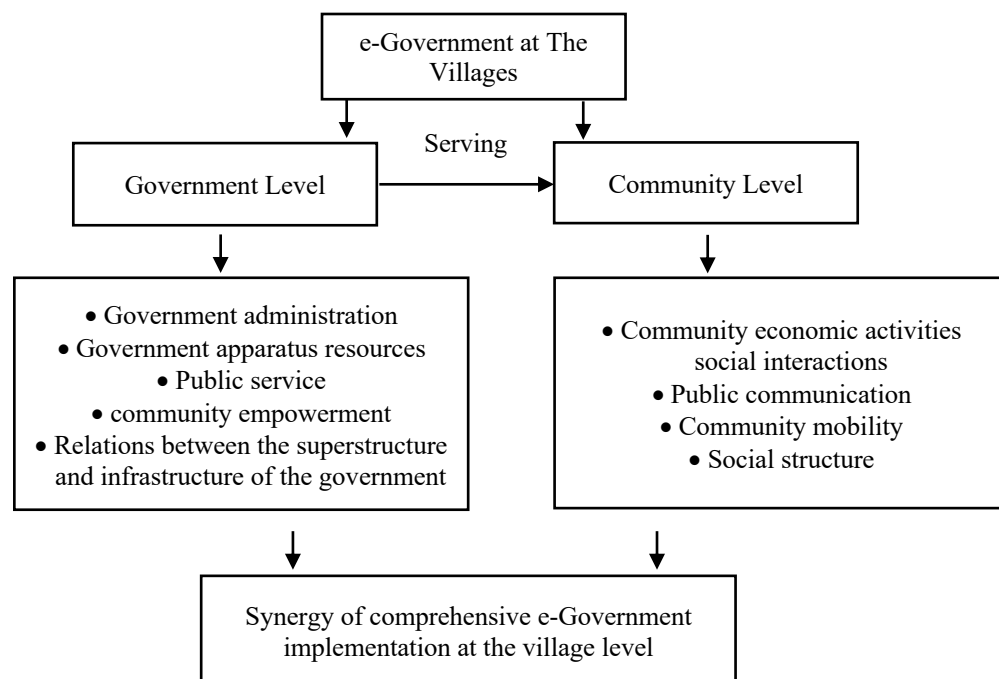 e-Government at The
Villages
Serving
Government Level
Community Level
• Government administration
• Government apparatus resources
• Public service
• community empowerment
• Relations between the superstructure
and infrastructure of the government
• Community economic activities
social interactions
• Public communication
• Community mobility
• Social structure
Synergy of comprehensive e-Government
implementation at the village level